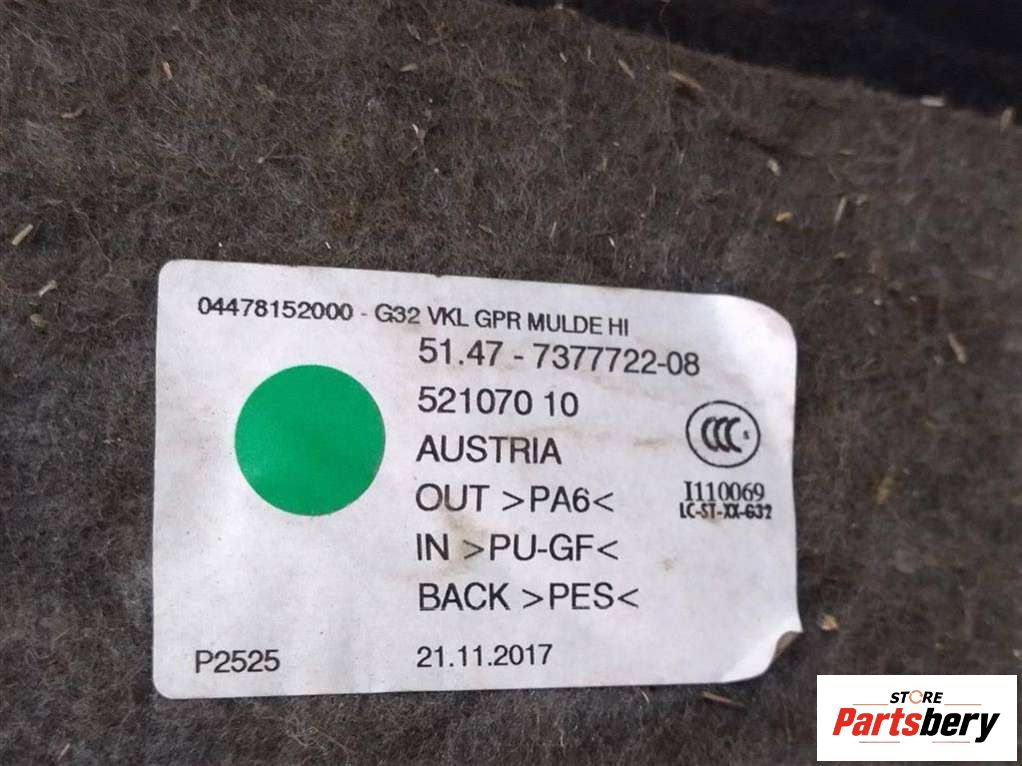 04478152000 - G32 VKL GPR MULDE HI
51.47 - 7377722-08
521070 10
AUSTRIA
OUT >PA6<
IN >PU-GF<
BACK >PES<
P2525 21.11.2017
CCC S
I110069
LC-ST-XX-G32
STORE
Partsbery